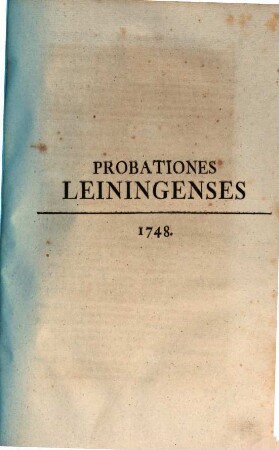 PROBATIONES
LEININGENSES
1748.